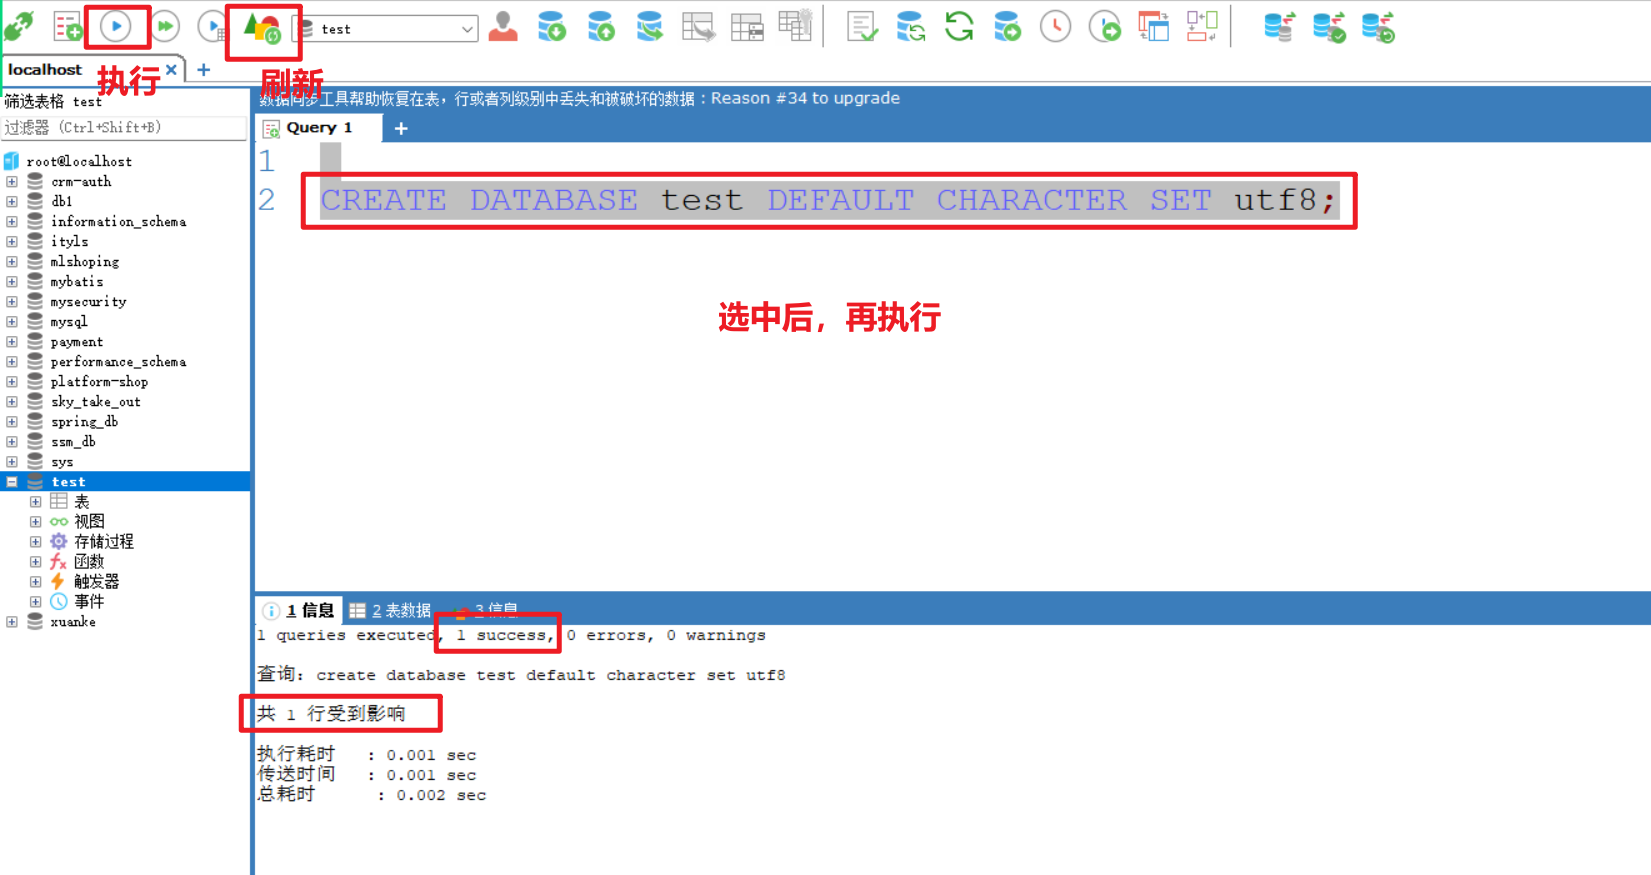 test
localhost
执行
刷新
筛选表格 test
过滤器 (Ctrl+Shift+B)
root@localhost
crm-auth
db1
information_schema
ityls
mlshoping
mybatis
mysecurity
mysql
payment
performance_schema
platform-shop
sky_take_out
spring_db
ssm_db
sys
test
表
视图
存储过程
函数
触发器
事件
xuanke
数据同步工具帮助恢复在表，行或者列级别中丢失和被破坏的数据：Reason #34 to upgrade
Query 1
1
2 CREATE DATABASE test DEFAULT CHARACTER SET utf8;
选中后，再执行
1 信息 2 表数据 3 信息
1 queries executed, 1 success, 0 errors, 0 warnings
查询：create database test default character set utf8
共 1 行受到影响
执行耗时 : 0.001 sec
传送时间 : 0.001 sec
总耗时 : 0.002 sec